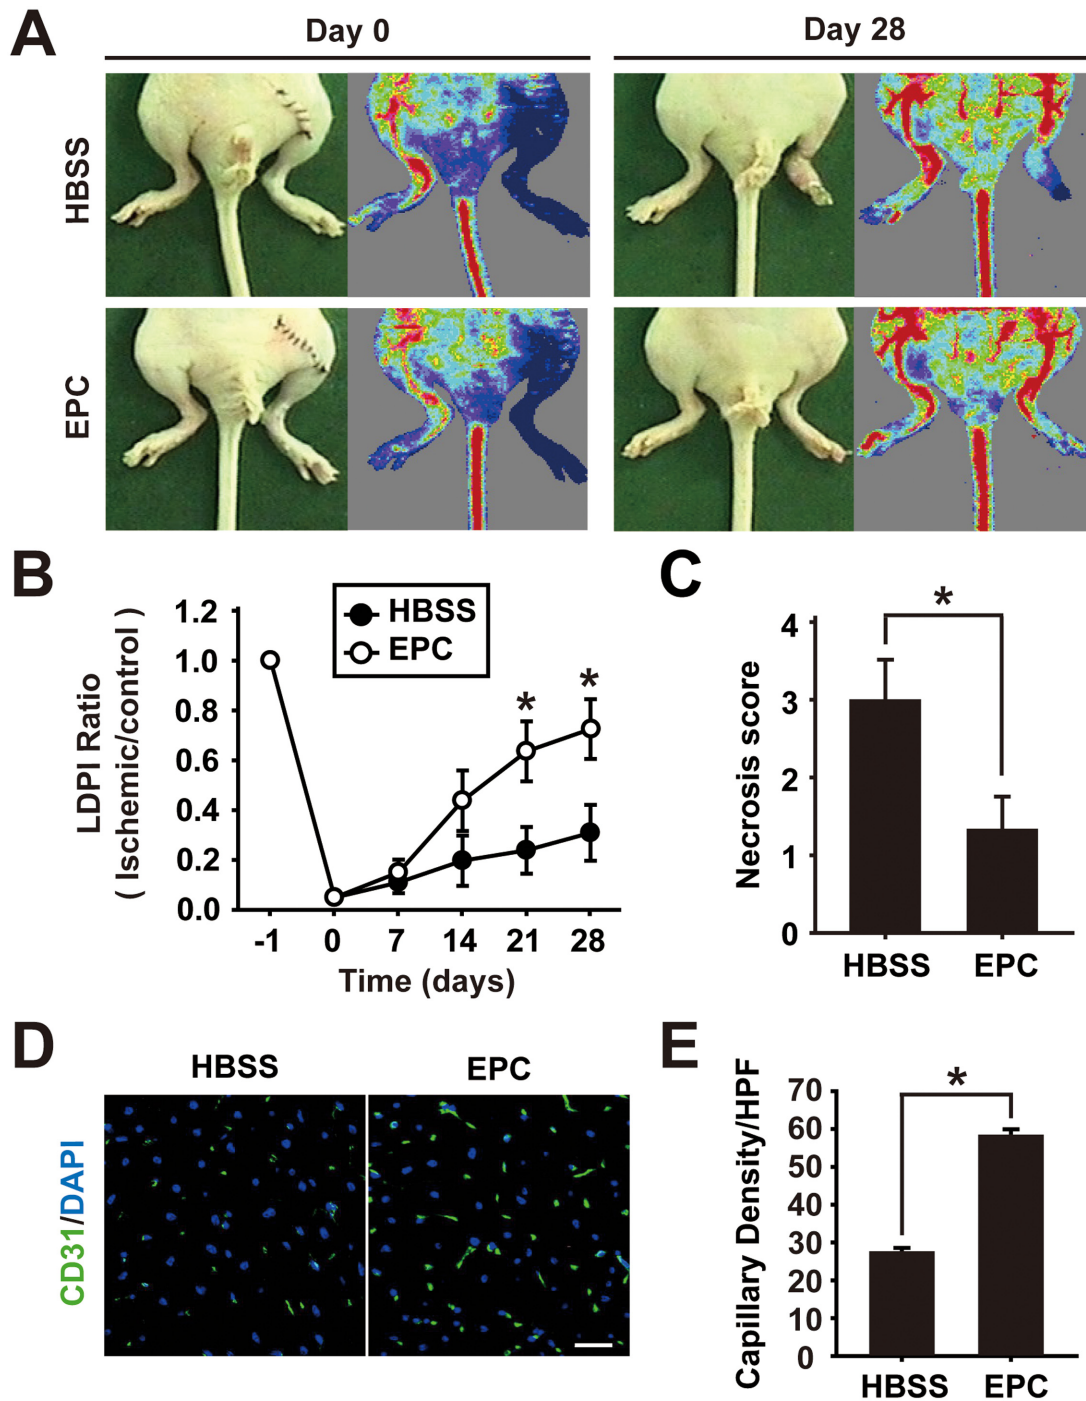 A
Day 0
Day 28
HBSS
EPC
B
HBSS
EPC
LDPI Ratio
( Ischemic/control )
1.2
1.0
0.8
0.6
0.4
0.2
0.0
* *
-1 0 7 14 21 28
Time (days)
C
*
Necrosis score
4
3
2
1
0
HBSS EPC
D
HBSS EPC
CD31/DAPI
E
*
Capillary Density/HPF
70
60
50
40
30
20
10
0
HBSS EPC